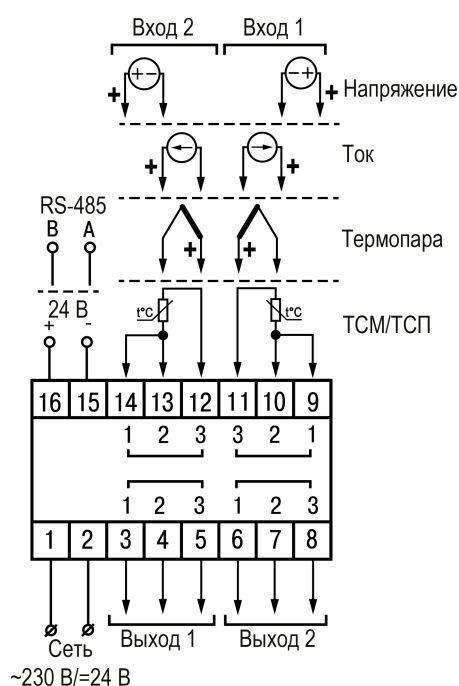 Вход 2 Вход 1
+ - - +
+ + Напряжение
+ + Ток
RS-485
B A
+ + Термопара
24 В
+ -
t°C t°C ТСМ/ТСП
16 15 14 13 12 11 10 9
1 2 3 3 2 1
1 2 3 1 2 3
1 2 3 4 5 6 7 8
Выход 1 Выход 2
Сеть
~230 В/=24 В